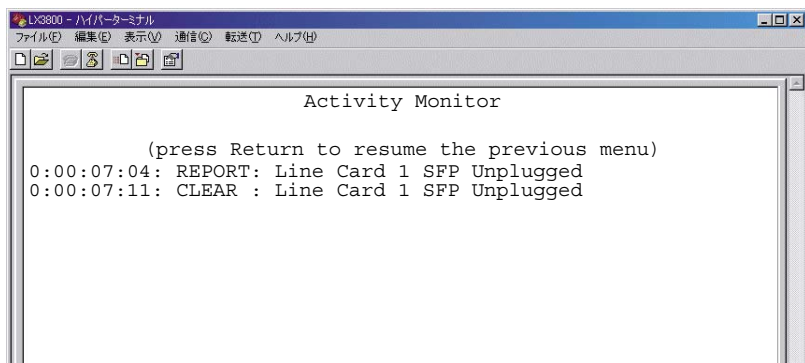 LX3800 - ハイパーターミナル
ファイル(F) 編集(E) 表示(V) 通信(C) 転送(T) ヘルプ(H)
Activity Monitor
(press Return to resume the previous menu)
0:00:07:04: REPORT: Line Card 1 SFP Unplugged
0:00:07:11: CLEAR : Line Card 1 SFP Unplugged